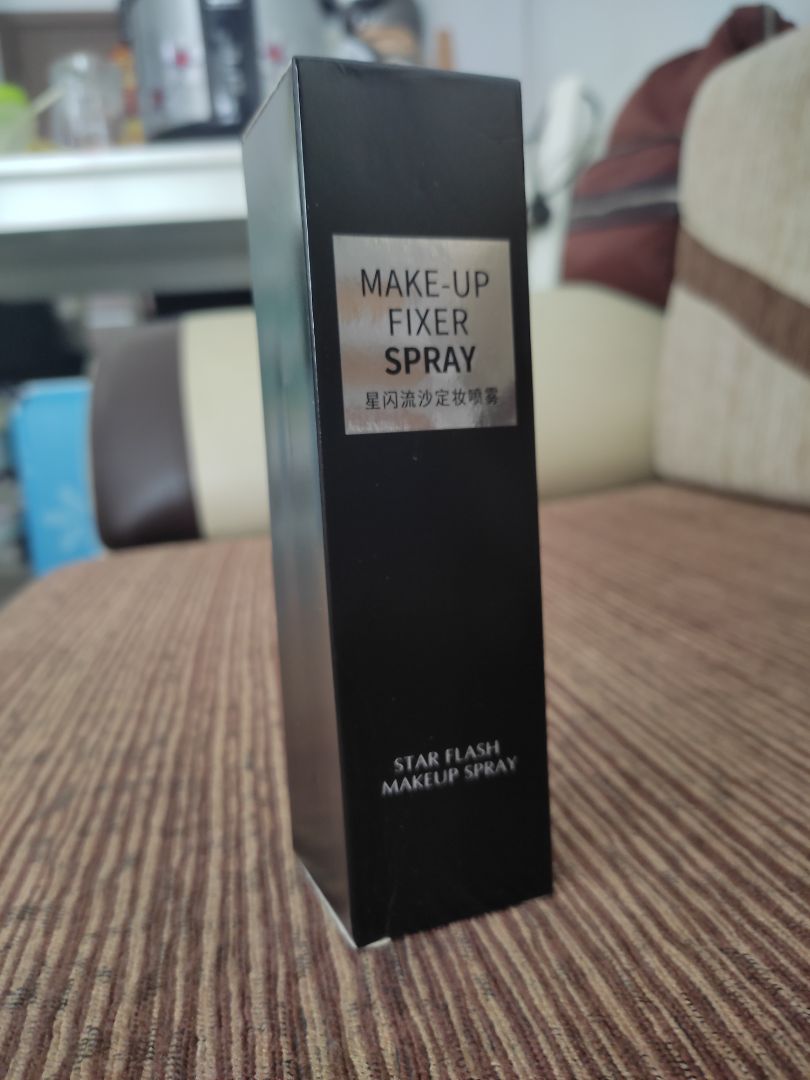 MAKE-UP
FIXER
SPRAY
星闪流沙定妆喷雾
STAR FLASH
MAKEUP SPRAY